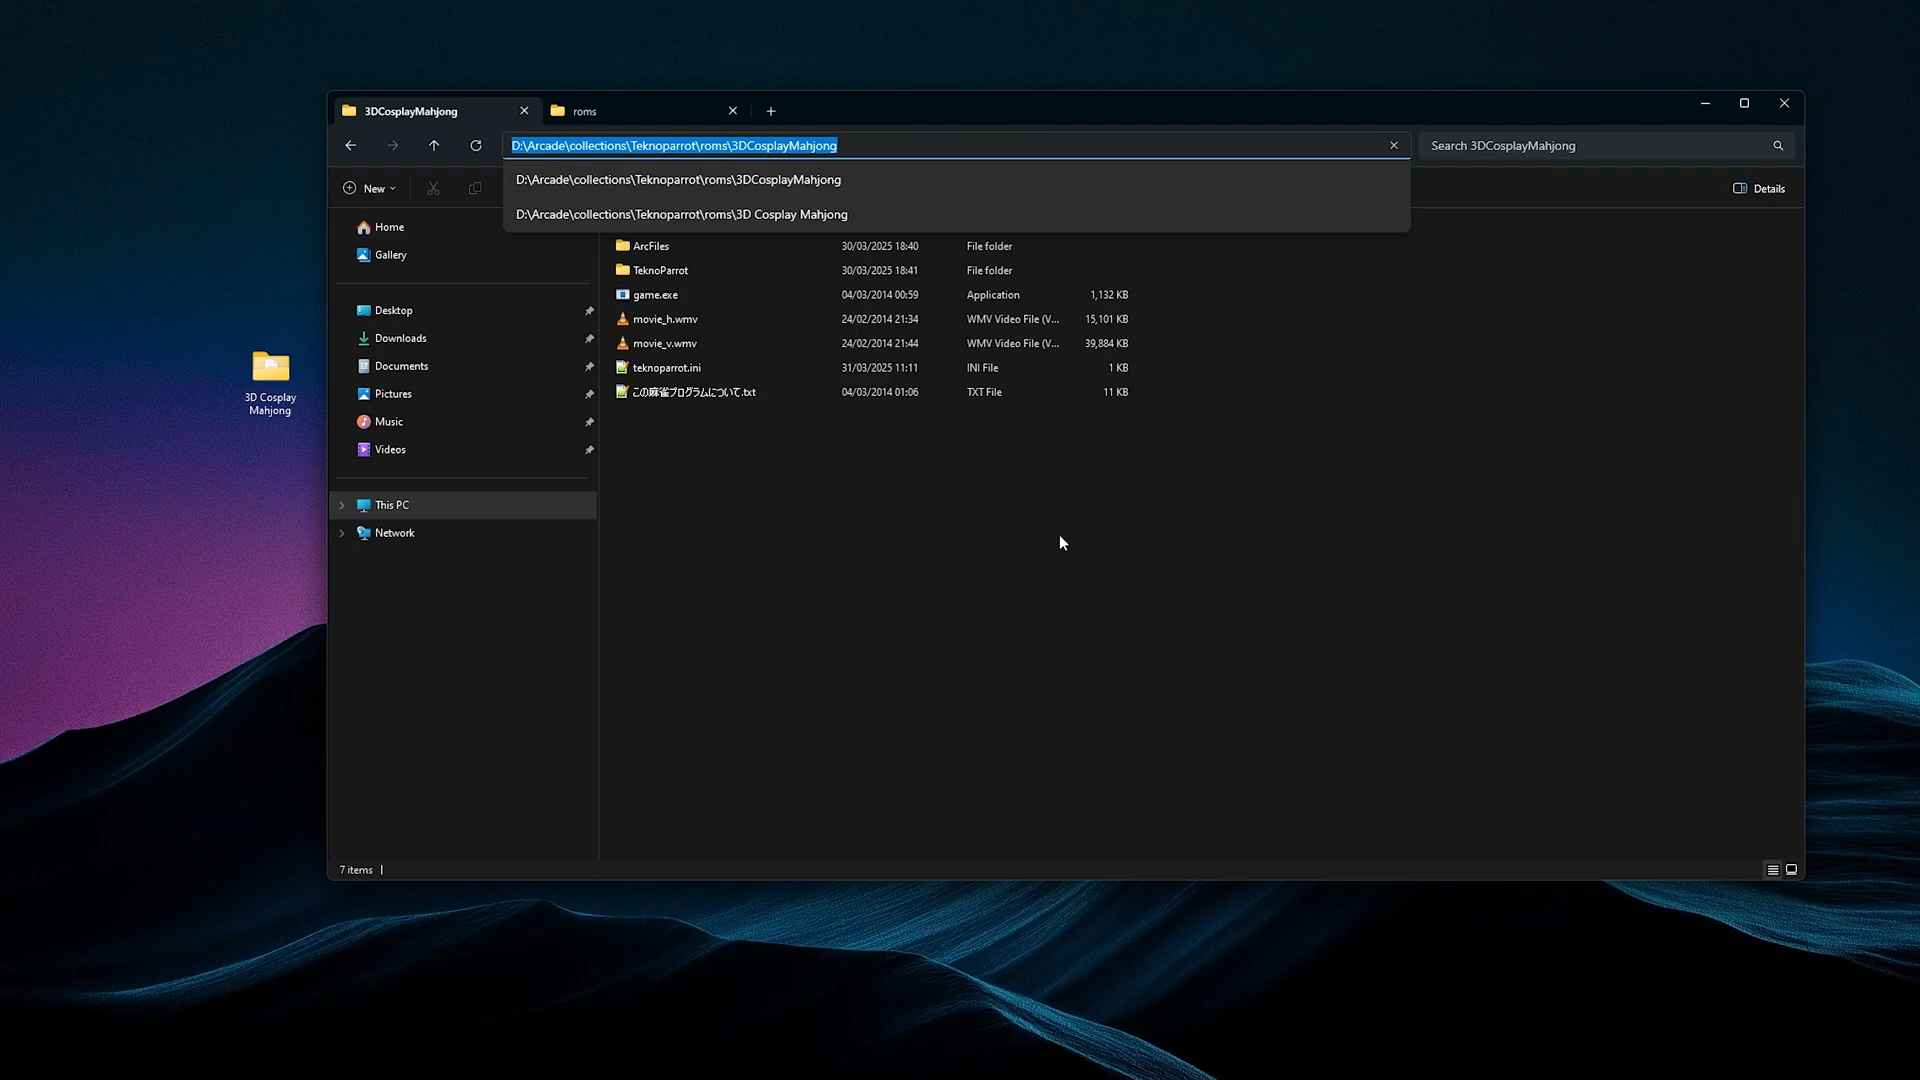 3DCosplayMahjong
roms
D:\Arcade\collections\Teknoparrot\roms\3DCosplayMahjong
Search 3DCosplayMahjong
New
D:\Arcade\collections\Teknoparrot\roms\3DCosplayMahjong
Details
D:\Arcade\collections\Teknoparrot\roms\3D Cosplay Mahjong
Home
Gallery
Desktop
Downloads
Documents
Pictures
Music
Videos
This PC
Network
ArcFiles 30/03/2025 18:40 File folder
TeknoParrot 30/03/2025 18:41 File folder
game.exe 04/03/2014 00:59 Application 1,132 KB
movie_h.wmv 24/02/2014 21:34 WMV Video File (V... 15,101 KB
movie_v.wmv 24/02/2014 21:44 WMV Video File (V... 39,884 KB
teknoparrot.ini 31/03/2025 11:11 INI File 1 KB
この麻雀プログラムについて.txt 04/03/2014 01:06 TXT File 11 KB
3D Cosplay
Mahjong
7 items